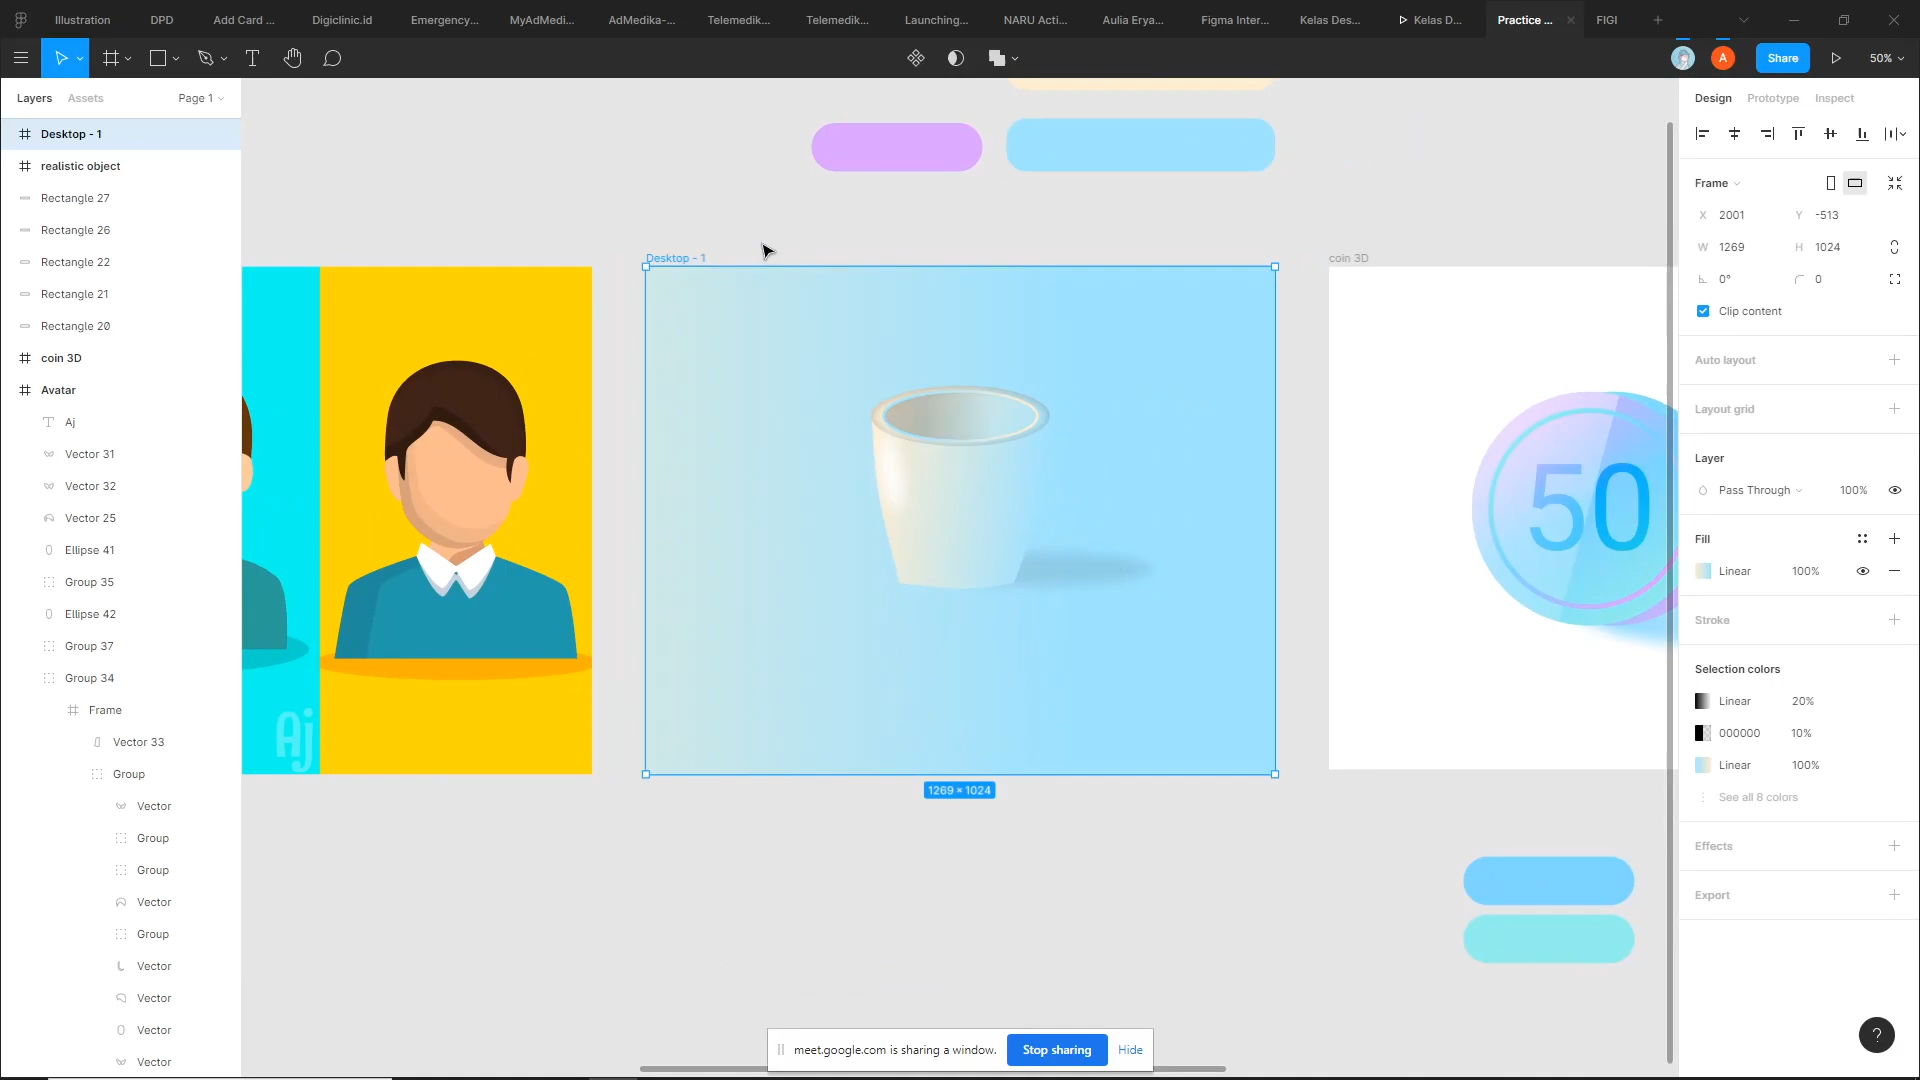 Illustration
DPD
Add Card ...
Digiclinic.id
Emergency...
MyAdMedi...
AdMedika-...
Telemedik...
Telemedik...
Launching...
NARU Acti...
Aulia Erya...
Figma Inter...
Kelas Des...
Kelas D...
Practice ...
FIGI
A
Share
50%
Layers
Assets
Page 1
Desktop - 1
realistic object
Rectangle 27
Rectangle 26
Rectangle 22
Rectangle 21
Rectangle 20
coin 3D
Avatar
Aj
Vector 31
Vector 32
Vector 25
Ellipse 41
Group 35
Ellipse 42
Group 37
Group 34
Frame
Vector 33
Group
Vector
Group
Group
Vector
Group
Vector
Vector
Vector
Vector
Aj
Desktop - 1
1269 × 1024
coin 3D
50
Design
Prototype
Inspect
Frame
X 2001
Y -513
W 1269
H 1024
0°
0
Clip content
Auto layout
Layout grid
Layer
Pass Through
100%
Fill
Linear 100%
Stroke
Selection colors
Linear 20%
000000 10%
Linear 100%
See all 8 colors
Effects
Export
?
meet.google.com is sharing a window.
Stop sharing
Hide